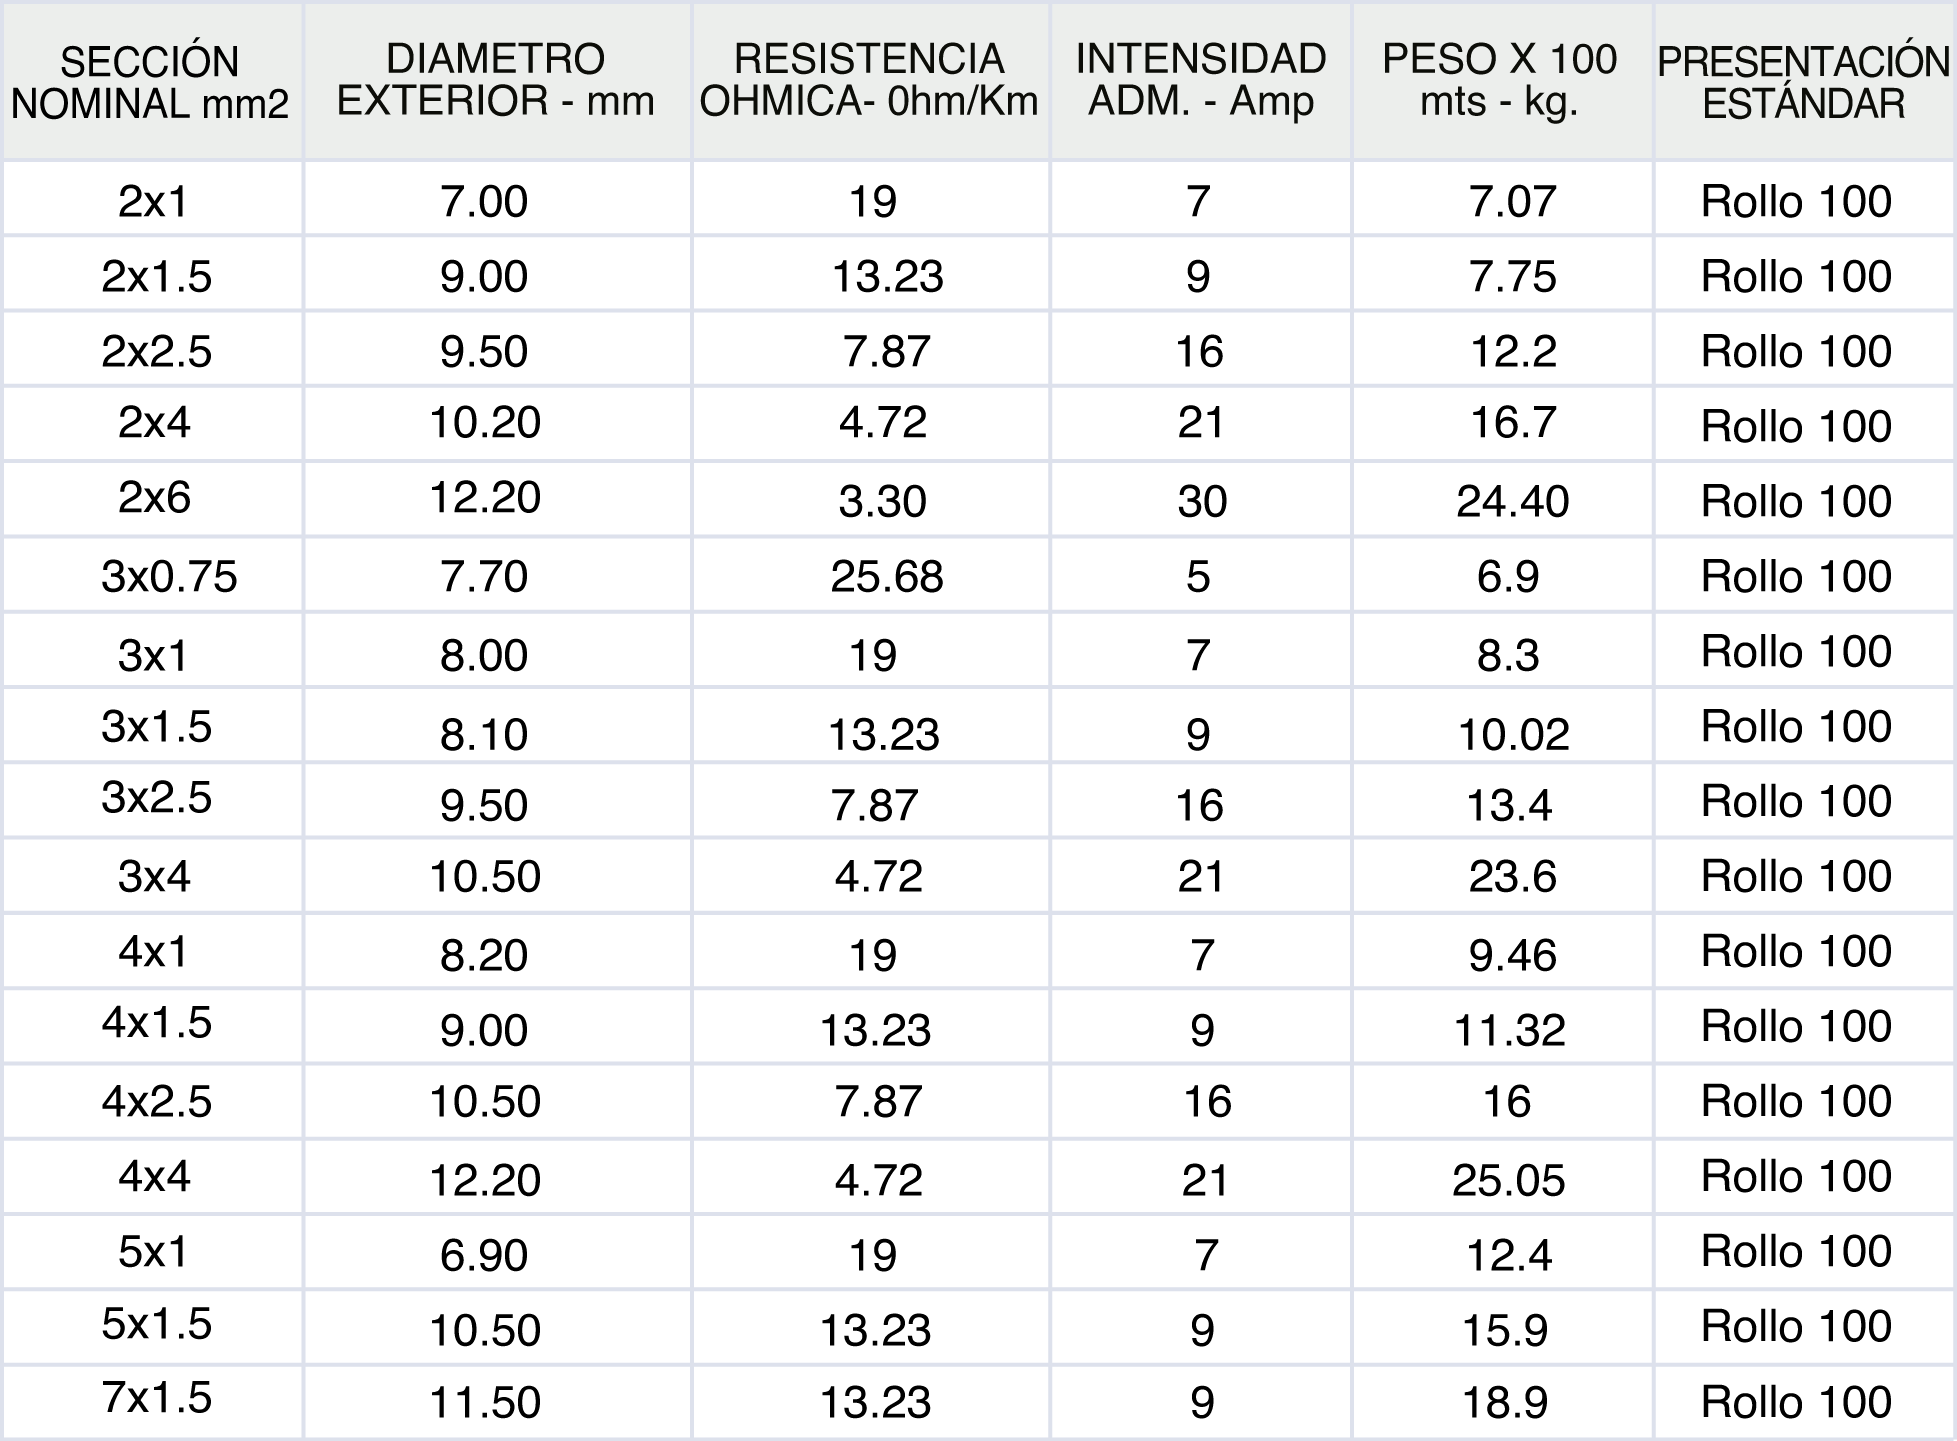 SECCIÓN NOMINAL mm2 DIAMETRO EXTERIOR - mm RESISTENCIA OHMICA- 0hm/Km INTENSIDAD ADM. - Amp PESO X 100 mts - kg. PRESENTACIÓN ESTÁNDAR
2x1 7.00 19 7 7.07 Rollo 100
2x1.5 9.00 13.23 9 7.75 Rollo 100
2x2.5 9.50 7.87 16 12.2 Rollo 100
2x4 10.20 4.72 21 16.7 Rollo 100
2x6 12.20 3.30 30 24.40 Rollo 100
3x0.75 7.70 25.68 5 6.9 Rollo 100
3x1 8.00 19 7 8.3 Rollo 100
3x1.5 8.10 13.23 9 10.02 Rollo 100
3x2.5 9.50 7.87 16 13.4 Rollo 100
3x4 10.50 4.72 21 23.6 Rollo 100
4x1 8.20 19 7 9.46 Rollo 100
4x1.5 9.00 13.23 9 11.32 Rollo 100
4x2.5 10.50 7.87 16 16 Rollo 100
4x4 12.20 4.72 21 25.05 Rollo 100
5x1 6.90 19 7 12.4 Rollo 100
5x1.5 10.50 13.23 9 15.9 Rollo 100
7x1.5 11.50 13.23 9 18.9 Rollo 100